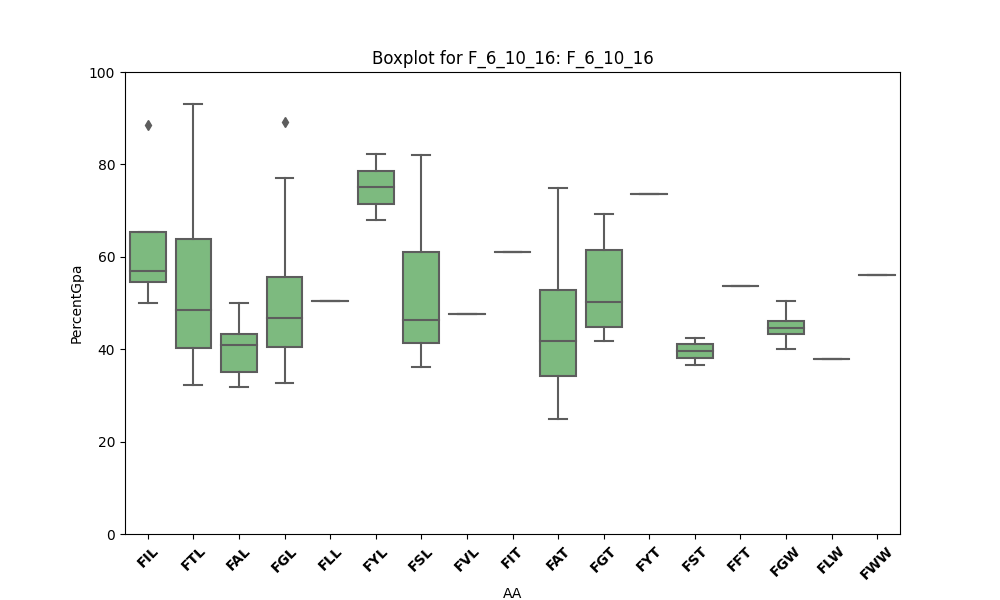 Boxplot for F_6_10_16: F_6_10_16
PercentGpa
100
80
60
40
20
0
FIL FTL FAL FGL FLL FYL FSL FVL FIT FAT FGT FYT FST FFT FGW FLW FWW
AA